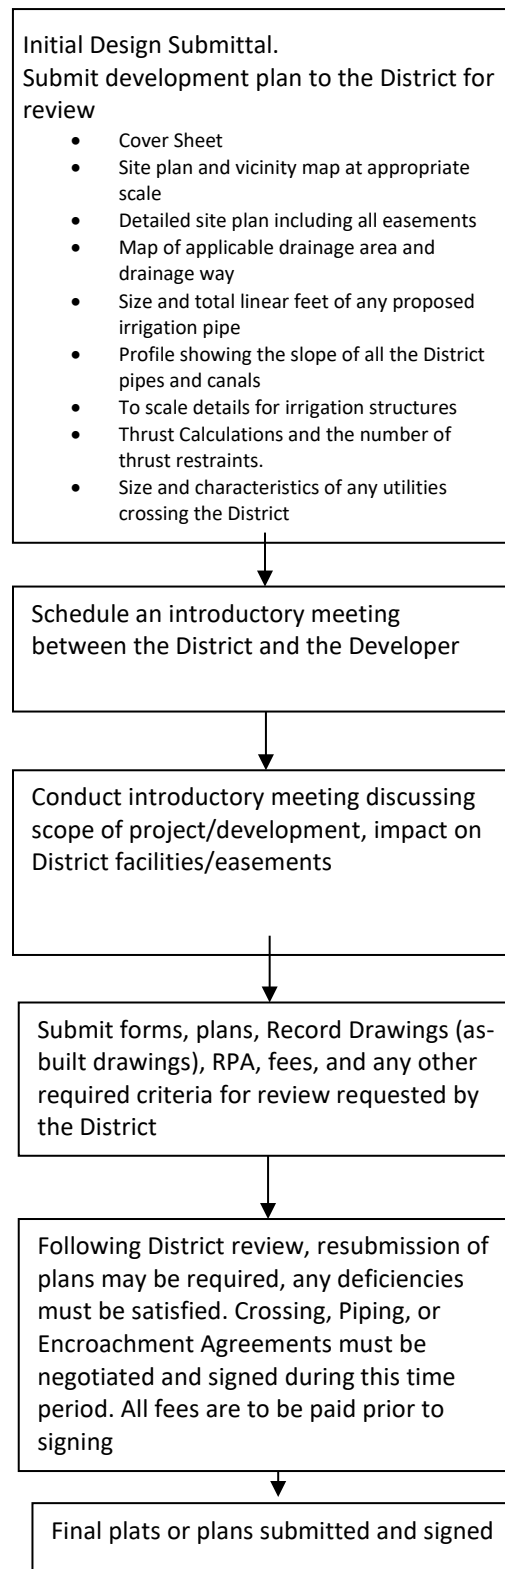 Initial Design Submittal.
Submit development plan to the District for
review
• Cover Sheet
• Site plan and vicinity map at appropriate
scale
• Detailed site plan including all easements
• Map of applicable drainage area and
drainage way
• Size and total linear feet of any proposed
irrigation pipe
• Profile showing the slope of all the District
pipes and canals
• To scale details for irrigation structures
• Thrust Calculations and the number of
thrust restraints.
• Size and characteristics of any utilities
crossing the District
Schedule an introductory meeting
between the District and the Developer
Conduct introductory meeting discussing
scope of project/development, impact on
District facilities/easements
Submit forms, plans, Record Drawings (as-
built drawings), RPA, fees, and any other
required criteria for review requested by
the District
Following District review, resubmission of
plans may be required, any deficiencies
must be satisfied. Crossing, Piping, or
Encroachment Agreements must be
negotiated and signed during this time
period. All fees are to be paid prior to
signing
Final plats or plans submitted and signed